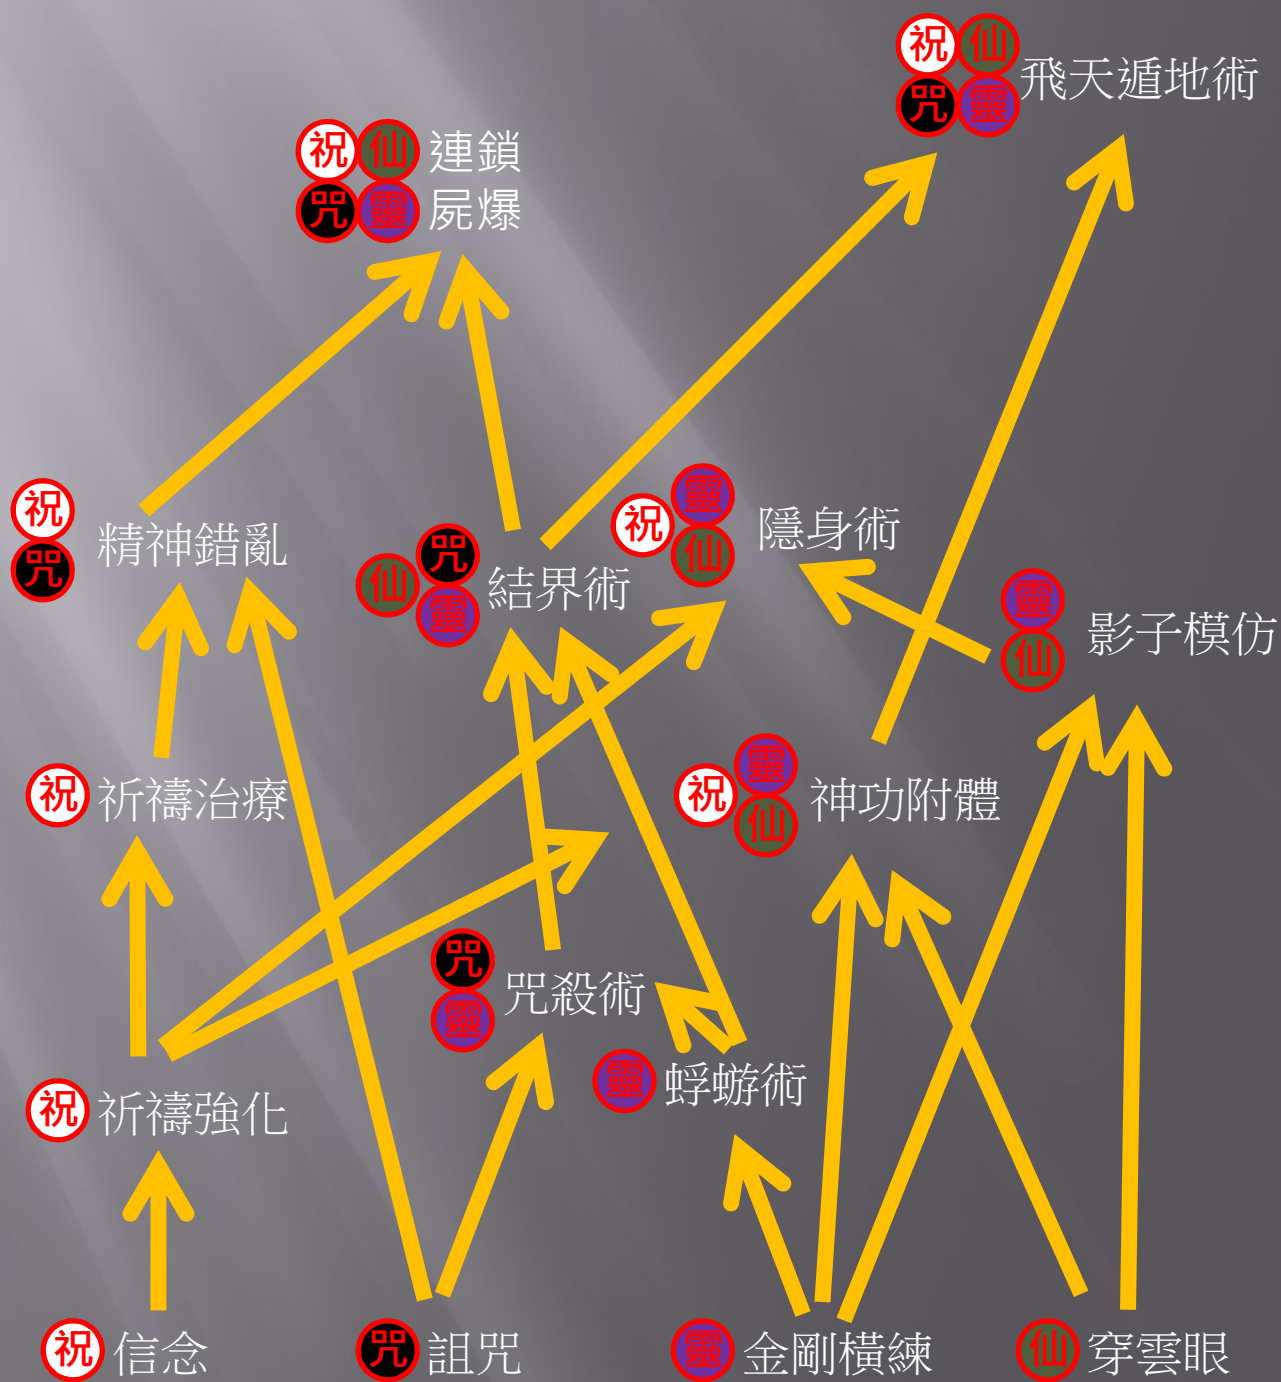 祝仙
飛天遁地術
咒靈
祝仙 連鎖
咒靈 屍爆
祝
咒
精神錯亂
咒
仙
靈
結界術
靈
祝
仙
隱身術
靈
仙
影子模仿
祝 祈禱治療
靈
祝
仙
神功附體
咒
靈
咒殺術
靈 蜉蝣術
祝 祈禱強化
祝 信念
咒 詛咒
靈 金剛橫練
仙 穿雲眼